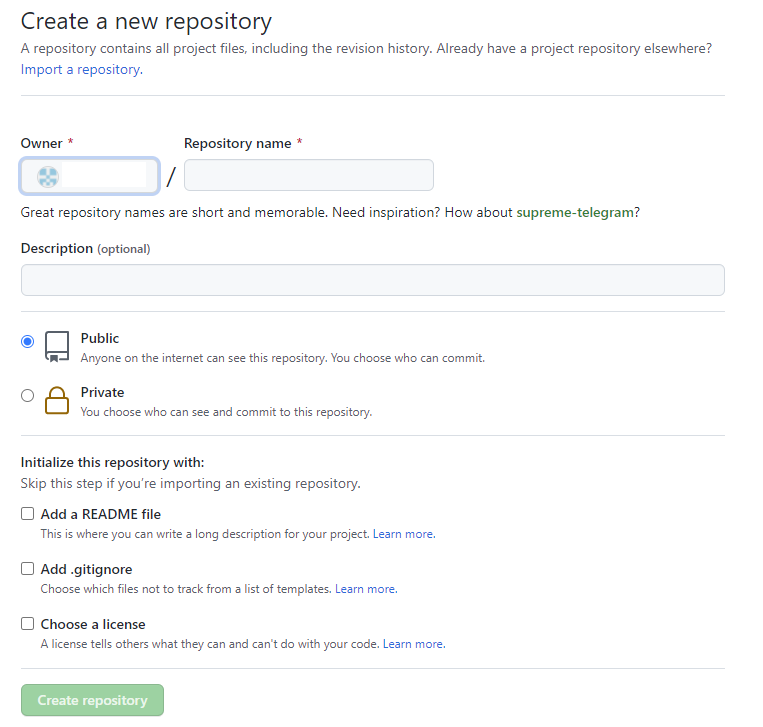 Create a new repository
A repository contains all project files, including the revision history. Already have a project repository elsewhere?
Import a repository.
Owner *
Repository name *
/
Great repository names are short and memorable. Need inspiration? How about supreme-telegram?
Description (optional)
Public
Anyone on the internet can see this repository. You choose who can commit.
Private
You choose who can see and commit to this repository.
Initialize this repository with:
Skip this step if you’re importing an existing repository.
Add a README file
This is where you can write a long description for your project. Learn more.
Add .gitignore
Choose which files not to track from a list of templates. Learn more.
Choose a license
A license tells others what they can and can't do with your code. Learn more.
Create repository